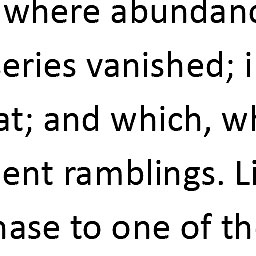 where abundanc
eries vanished; i
at; and which, wh
ent ramblings. Li
hase to one of th